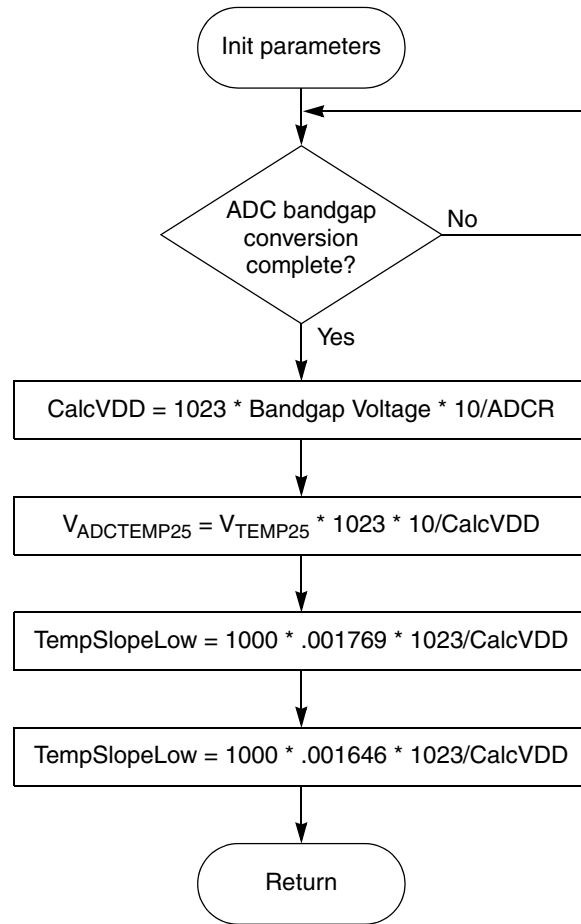 Init parameters
ADC bandgap
conversion
complete?
No
Yes
CalcVDD = 1023 * Bandgap Voltage * 10/ADCR
VADCTEMP25 = VTEMP25 * 1023 * 10/CalcVDD
TempSlopeLow = 1000 * .001769 * 1023/CalcVDD
TempSlopeLow = 1000 * .001646 * 1023/CalcVDD
Return